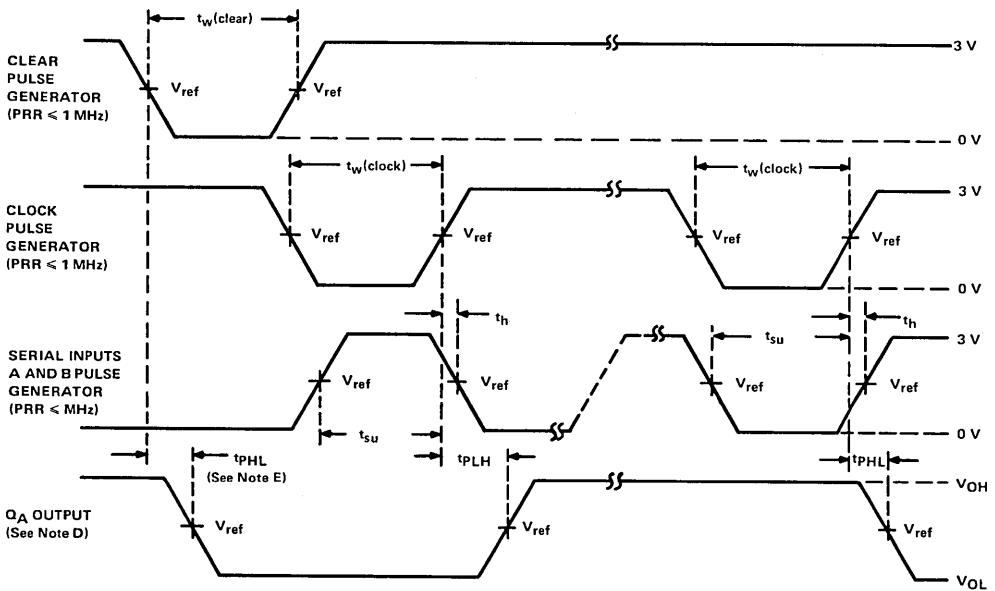 tw(clear)
CLEAR
PULSE
GENERATOR
(PRR ≤ 1 MHz)
Vref
Vref
3 V
0 V
tw(clock)
tw(clock)
CLOCK
PULSE
GENERATOR
(PRR ≤ 1 MHz)
Vref
Vref
Vref
Vref
3 V
0 V
th
tsu
th
SERIAL INPUTS
A AND B PULSE
GENERATOR
(PRR ≤ MHz)
Vref
Vref
Vref
Vref
3 V
0 V
tsu
tPHL
(See Note E)
tPLH
tPHL
QA OUTPUT
(See Note D)
Vref
Vref
Vref
VOH
VOL